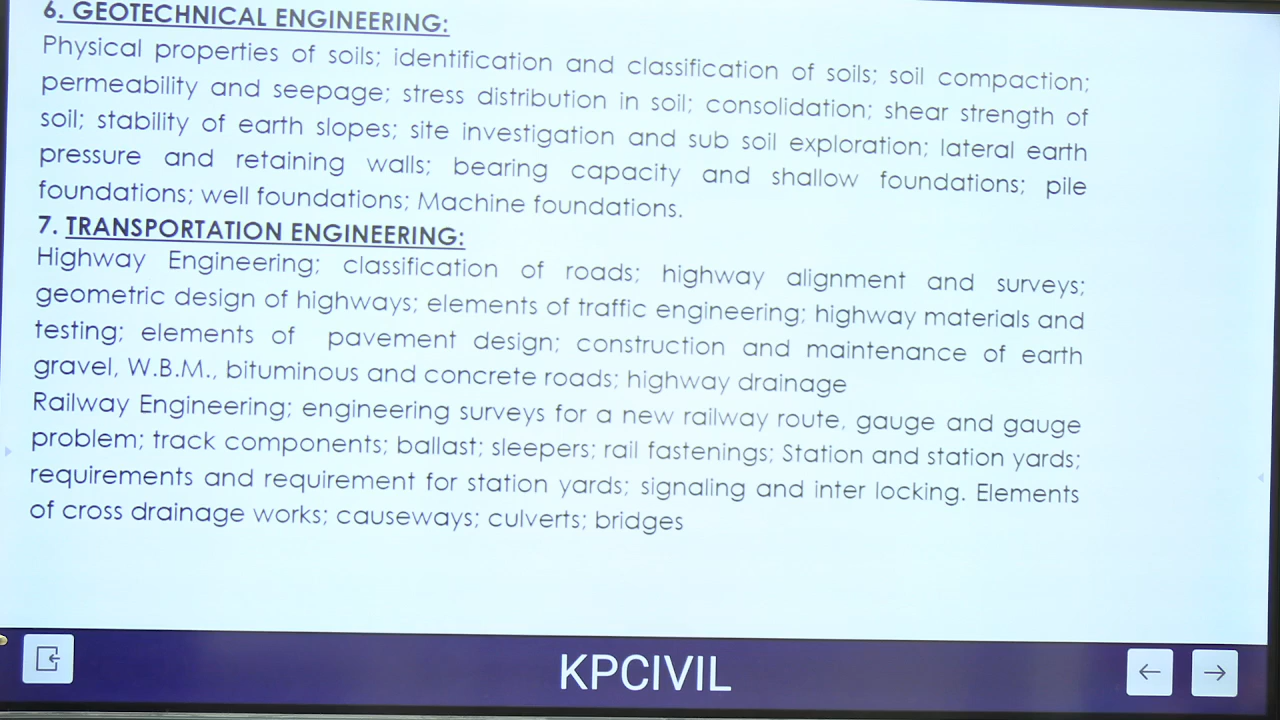 6. GEOTECHNICAL ENGINEERING:
Physical properties of soils; identification and classification of soils; soil compaction;
permeability and seepage; stress distribution in soil; consolidation; shear strength of
soil; stability of earth slopes; site investigation and sub soil exploration; lateral earth
pressure and retaining walls; bearing capacity and shallow foundations; pile
foundations; well foundations; Machine foundations.
7. TRANSPORTATION ENGINEERING:
Highway Engineering; classification of roads; highway alignment and surveys;
geometric design of highways; elements of traffic engineering; highway materials and
testing; elements of pavement design; construction and maintenance of earth
gravel, W.B.M., bituminous and concrete roads; highway drainage
Railway Engineering; engineering surveys for a new railway route, gauge and gauge
problem; track components; ballast; sleepers; rail fastenings; Station and station yards;
requirements and requirement for station yards; signaling and inter locking. Elements
of cross drainage works; causeways; culverts; bridges
KPCIVIL